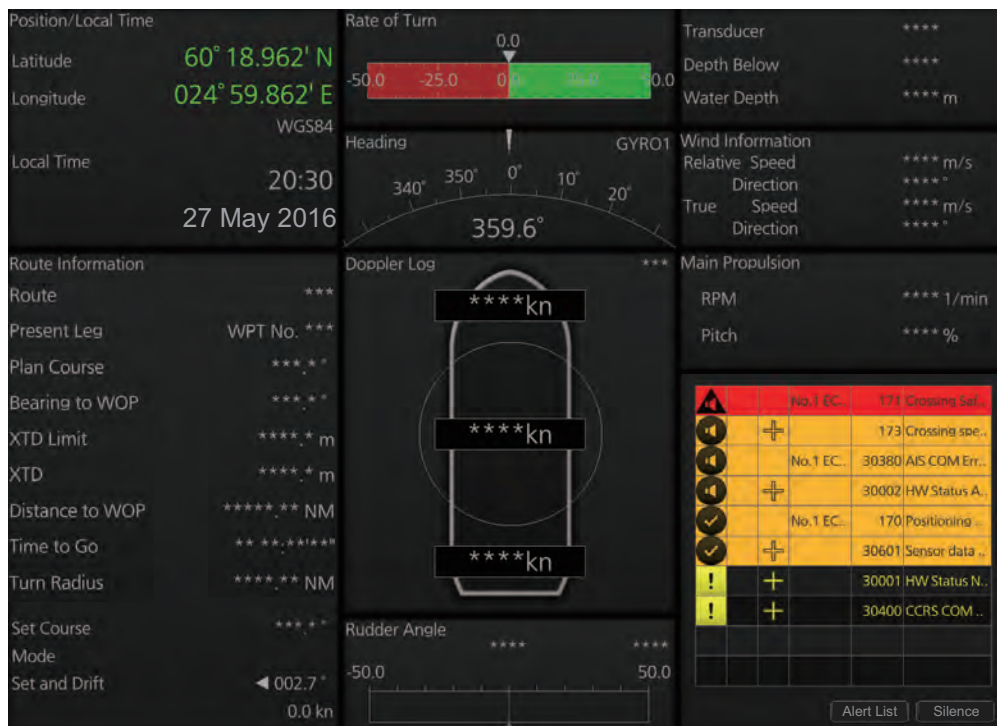 Position/Local Time
Latitude 60° 18.962' N
Longitude 024° 59.862' E
WGS84
Local Time
20:30
27 May 2016
Rate of Turn
0.0
-50.0 -25.0 50.0
Heading GYRO1
340° 350° 0° 10° 20°
359.6°
Transducer ****
Depth Below ****
Water Depth **** m
Wind Information
Relative Speed **** m/s
Direction ****°
True Speed **** m/s
Direction ****°
Route Information
Route ***
Present Leg WPT No. ***
Plan Course ***.*°
Bearing to WOP ***.*°
XTD Limit ****.* m
XTD ****.* m
Distance to WOP *****.** NM
Time to Go ** **:**'**"
Turn Radius ****.** NM
Set Course ***.*°
Mode
Set and Drift ◀ 002.7°
0.0 kn
Doppler Log ***
****kn
****kn
****kn
Rudder Angle
**** ****
-50.0 50.0
Main Propulsion
RPM **** 1/min
Pitch **** %
No.1 EC.. 171 Crossing Saf..
173 Crossing spe..
No.1 EC.. 30380 AIS COM Err..
30002 HW Status A..
No.1 EC.. 170 Positioning ..
30601 Sensor data ..
! 30001 HW Status N..
! 30400 CCRS COM ..
Alert List Silence